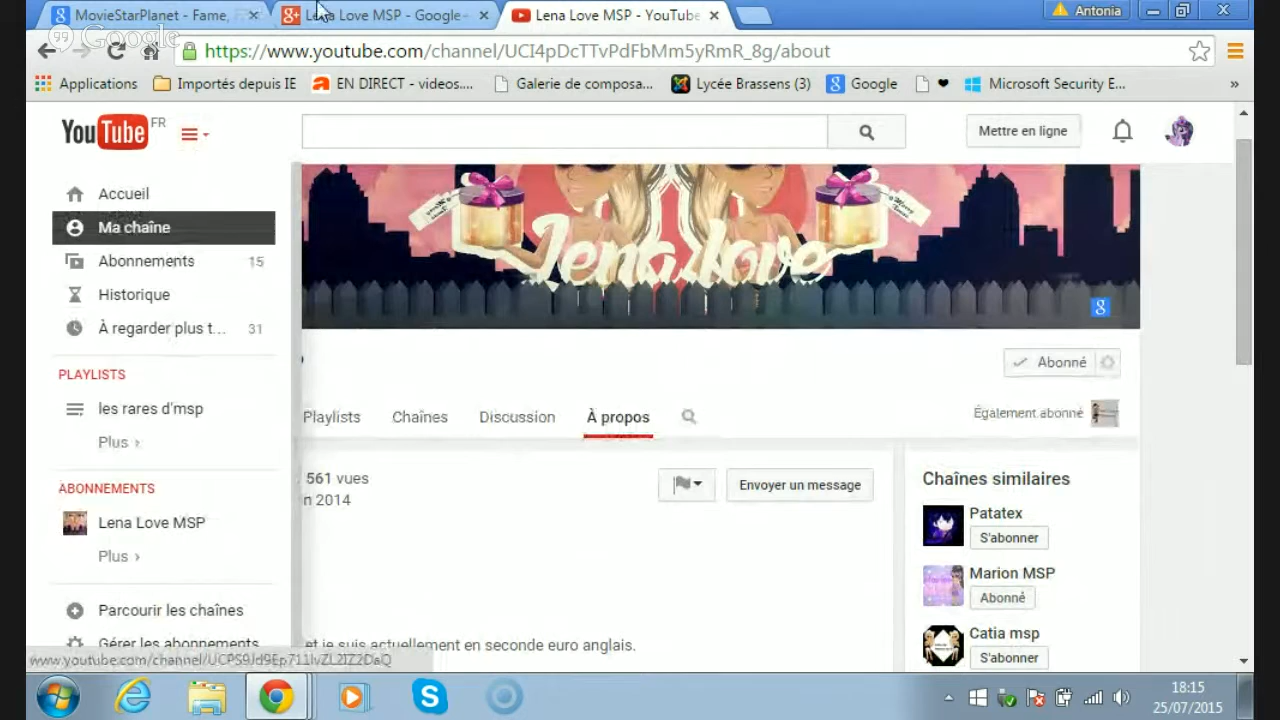 MovieStarPlanet - Fame,
Lena Love MSP - Google
Lena Love MSP - YouTube
Antonia
Google
https://www.youtube.com/channel/UCI4pDcTTvPdFbMm5yRmR_8g/about
Applications
Importés depuis IE
EN DIRECT - videos....
Galerie de composa...
Lycée Brassens (3)
Google
Microsoft Security E...
»
YouTube FR
Mettre en ligne
Accueil
Ma chaîne
Abonnements 15
Historique
À regarder plus t... 31
PLAYLISTS
les rares d'msp
Plus ›
ABONNEMENTS
Lena Love MSP
Plus ›
Parcourir les chaînes
Gérer les abonnements
www.youtube.com/channel/UCPS9Jd9Ep711lvZL2IZ2DaQ
Lena love
Abonné
Playlists
Chaînes
Discussion
À propos
Également abonné
561 vues
n 2014
Envoyer un message
et je suis actuellement en seconde euro anglais.
Chaînes similaires
Patatex
S'abonner
Marion MSP
Abonné
Catia msp
S'abonner
18:15
25/07/2015